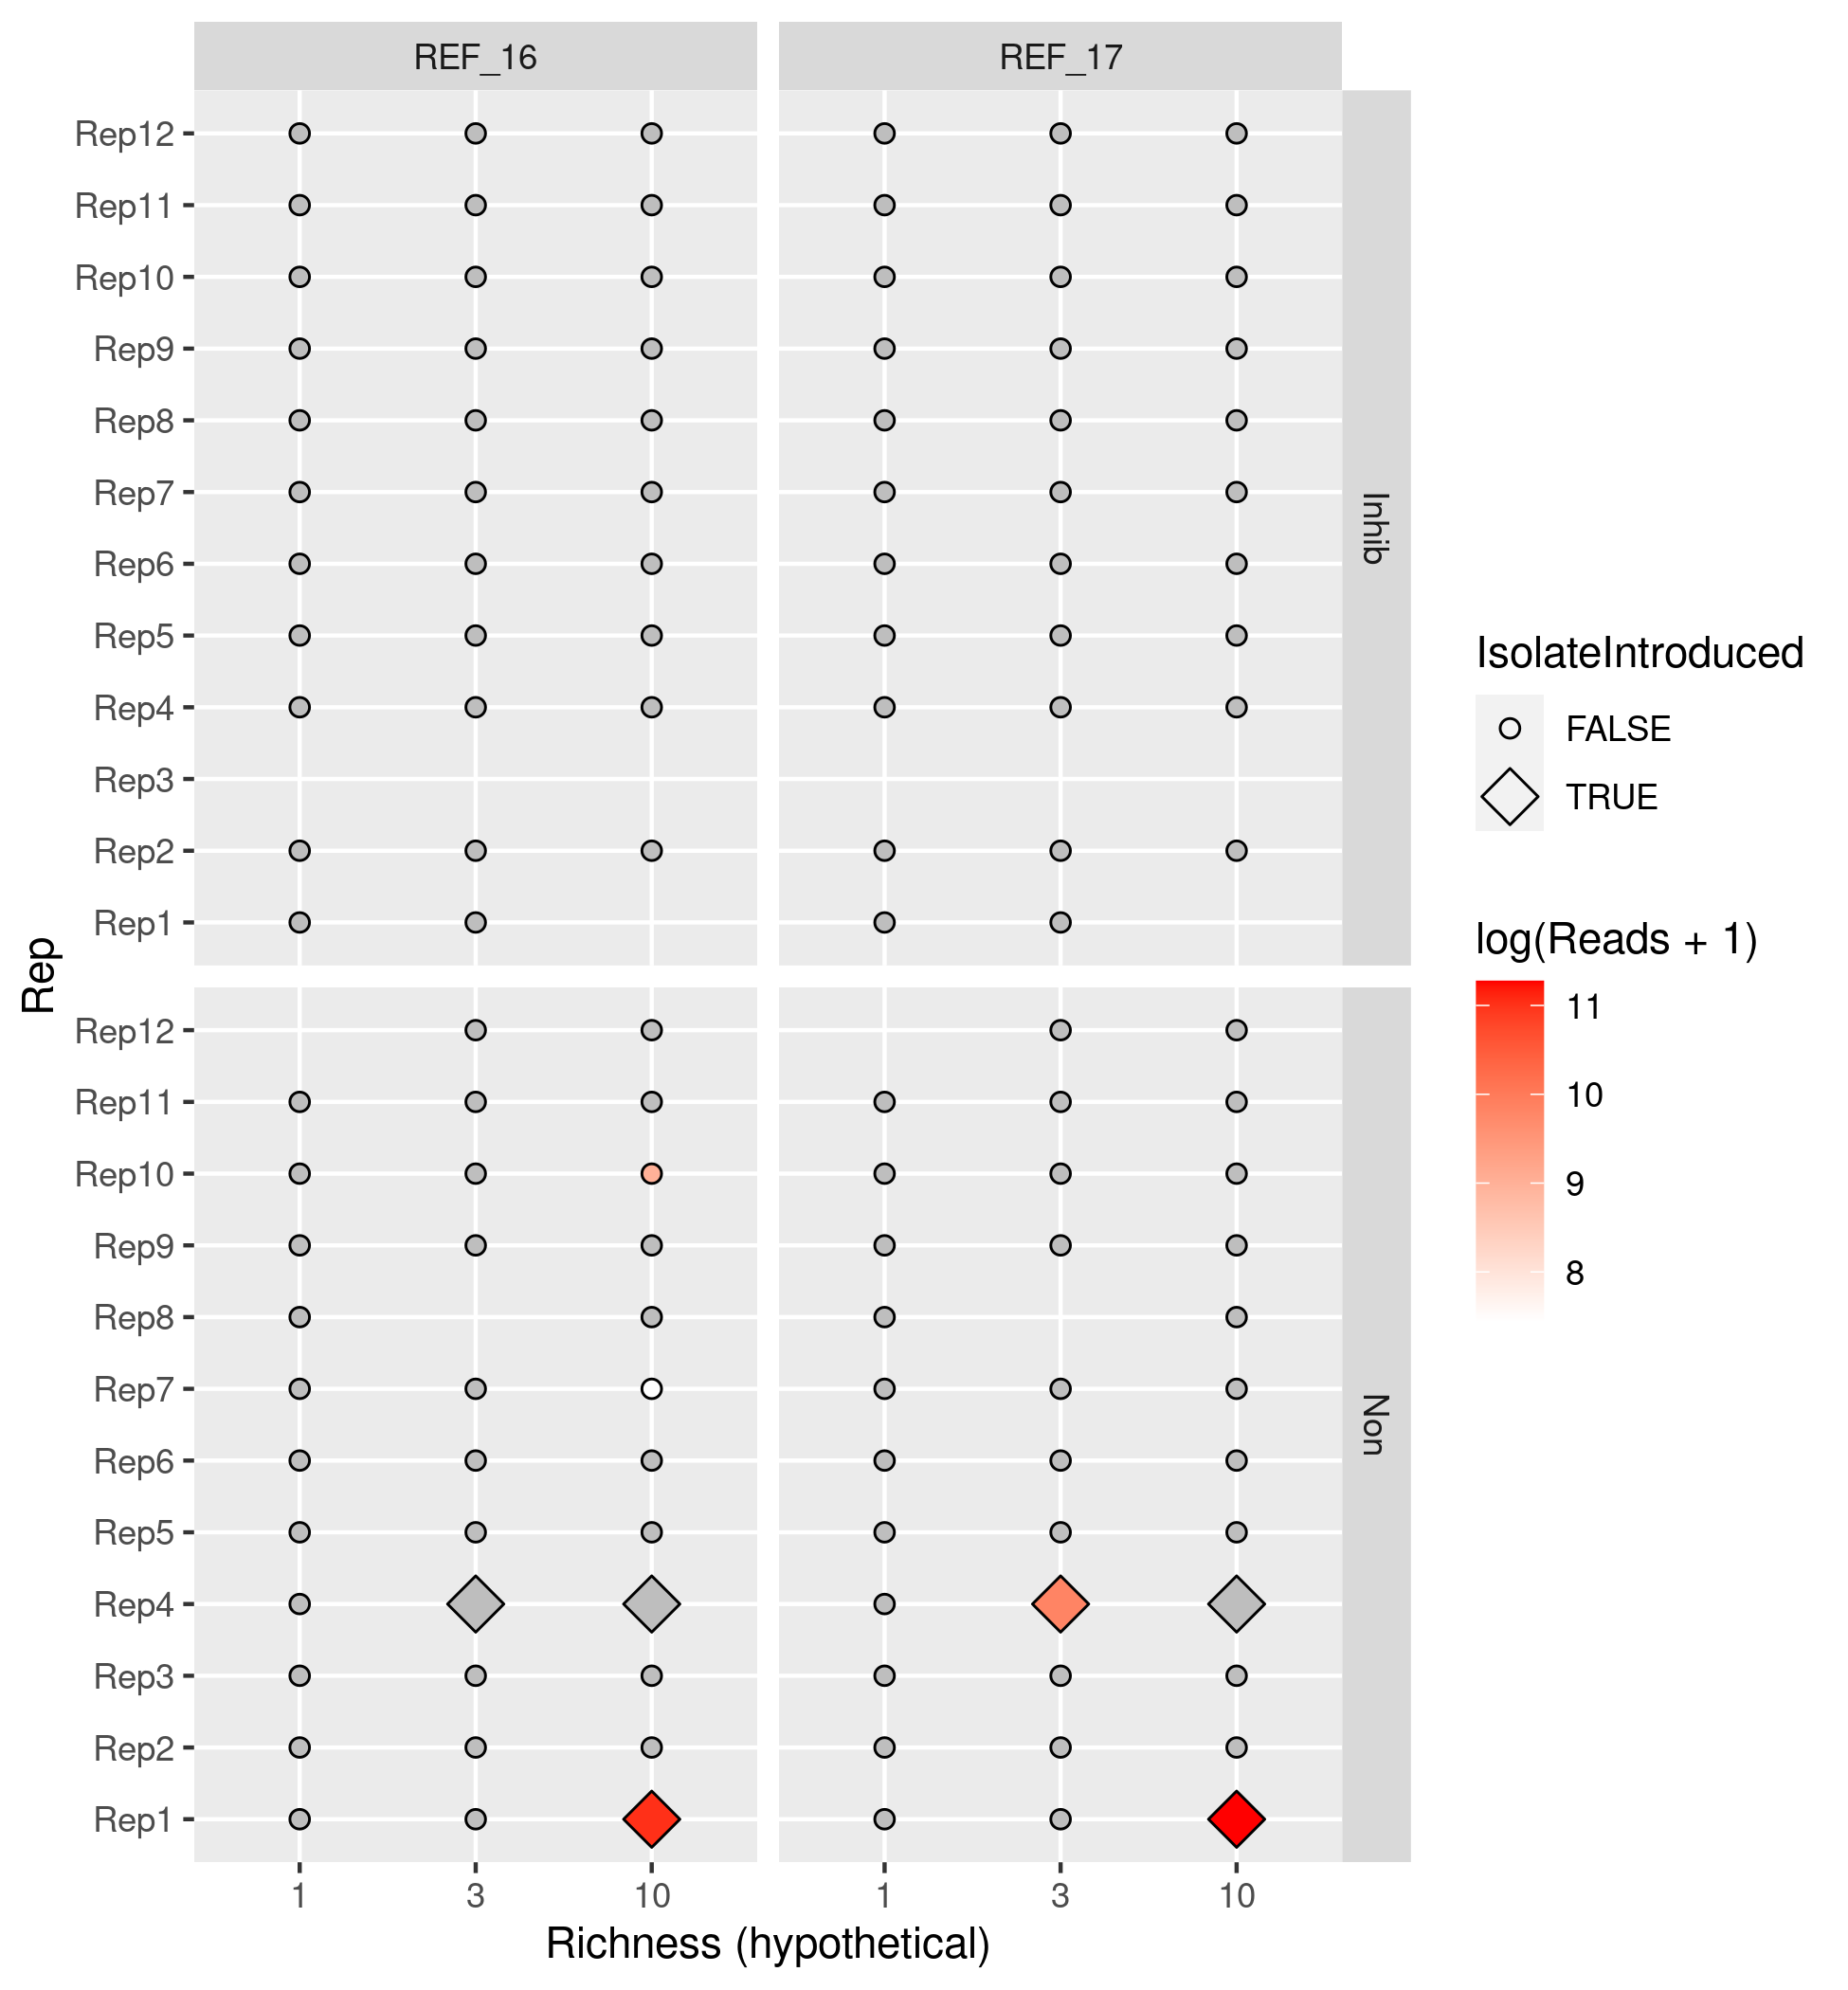 REF_16
REF_17
Rep12
Rep11
Rep10
Rep9
Rep8
Rep7
Rep6
Rep5
Rep4
Rep3
Rep2
Rep1
Inhib
Rep
Rep12
Rep11
Rep10
Rep9
Rep8
Rep7
Rep6
Rep5
Rep4
Rep3
Rep2
Rep1
Non
1
3
10
1
3
10
Richness (hypothetical)
IsolateIntroduced
FALSE
TRUE
log(Reads + 1)
11
10
9
8